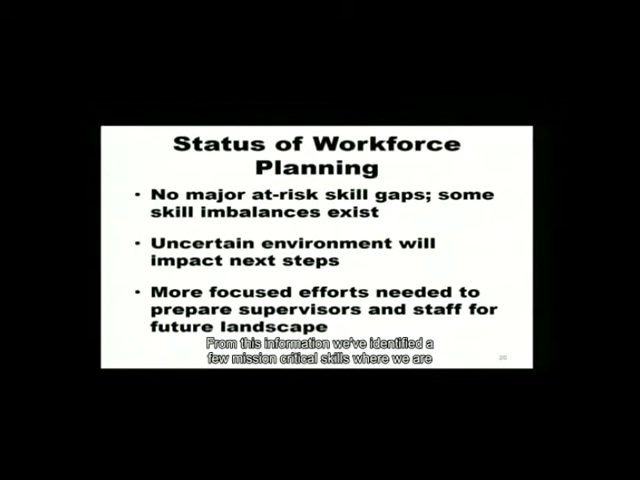 Status of Workforce
Planning
• No major at-risk skill gaps; some
skill imbalances exist
• Uncertain environment will
impact next steps
• More focused efforts needed to
prepare supervisors and staff for
future landscape
From this information we've identified a
few mission critical skills where we are
20